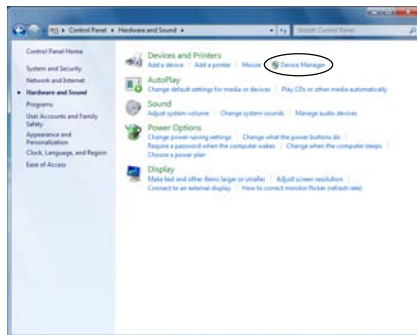 Control Panel ▸ Hardware and Sound ▸
Search Control Panel
Control Panel Home
System and Security
Network and Internet
Hardware and Sound
Programs
User Accounts and Family Safety
Appearance and Personalization
Clock, Language, and Region
Ease of Access
Devices and Printers
Add a device | Add a printer | Mouse | Device Manager
AutoPlay
Change default settings for media or devices | Play CDs or other media automatically
Sound
Adjust system volume | Change system sounds | Manage audio devices
Power Options
Change power-saving settings | Change what the power buttons do
Require a password when the computer wakes | Change when the computer sleeps
Choose a power plan
Display
Make text and other items larger or smaller | Adjust screen resolution
Connect to an external display | How to correct monitor flicker (refresh rate)